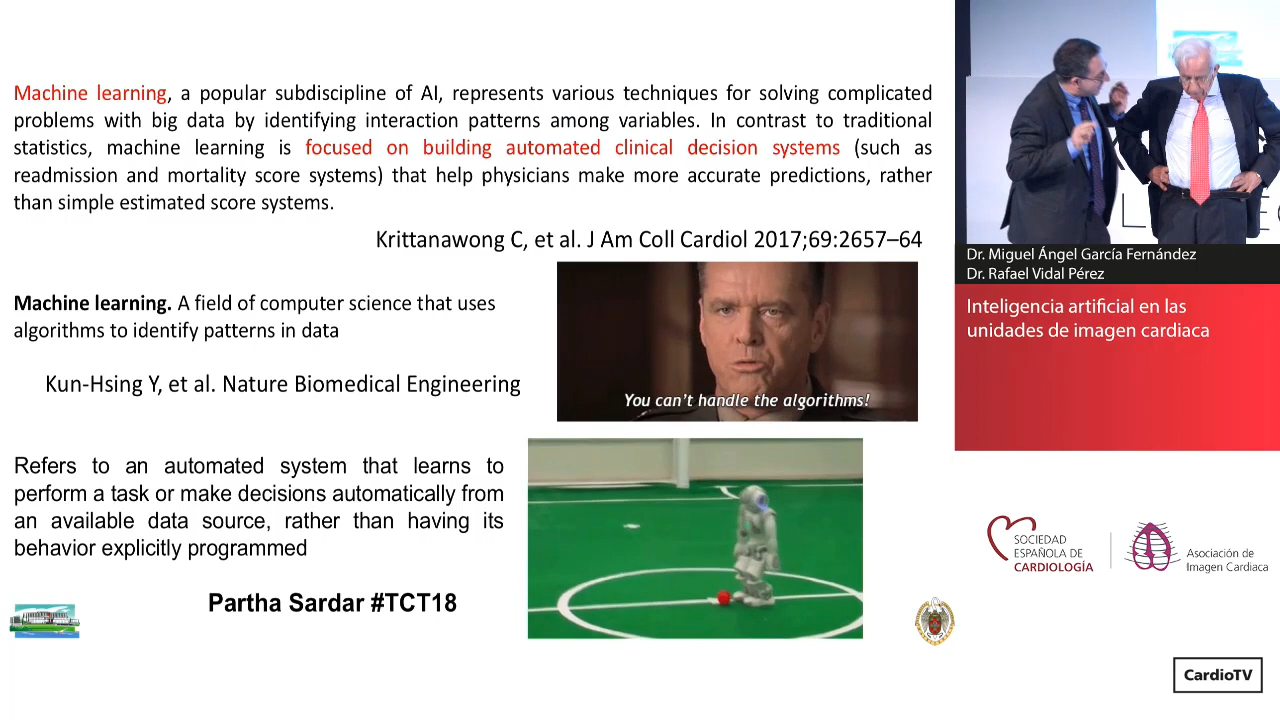 Machine learning, a popular subdiscipline of AI, represents various techniques for solving complicated
problems with big data by identifying interaction patterns among variables. In contrast to traditional
statistics, machine learning is focused on building automated clinical decision systems (such as
readmission and mortality score systems) that help physicians make more accurate predictions, rather
than simple estimated score systems.
Krittanawong C, et al. J Am Coll Cardiol 2017;69:2657–64
Machine learning. A field of computer science that uses
algorithms to identify patterns in data
Kun-Hsing Y, et al. Nature Biomedical Engineering
You can't handle the algorithms!
Refers to an automated system that learns to
perform a task or make decisions automatically from
an available data source, rather than having its
behavior explicitly programmed
Partha Sardar #TCT18
Dr. Miguel Ángel García Fernández
Dr. Rafael Vidal Pérez
Inteligencia artificial en las
unidades de imagen cardiaca
SOCIEDAD
ESPAÑOLA DE
CARDIOLOGÍA
Asociación de
Imagen Cardiaca
CardioTV